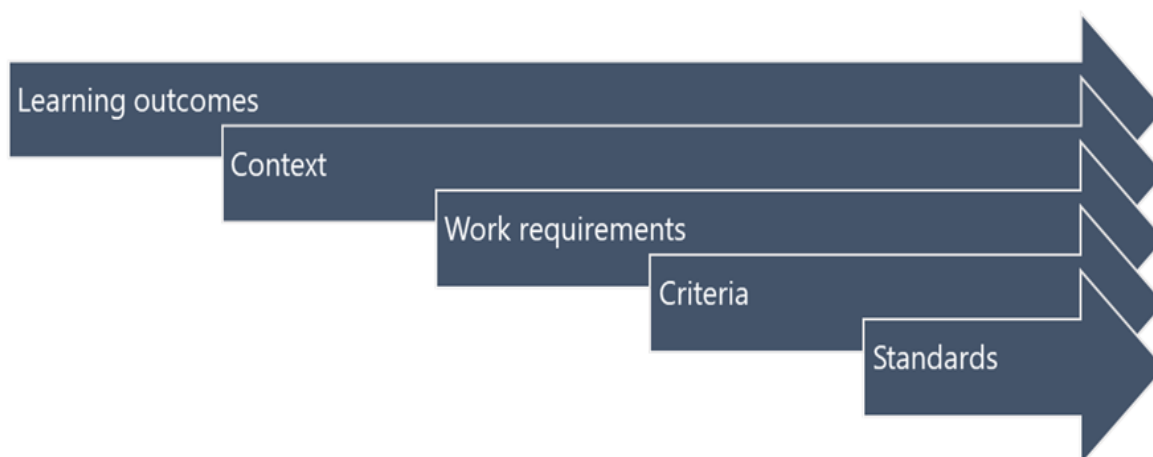 Learning outcomes
Context
Work requirements
Criteria
Standards